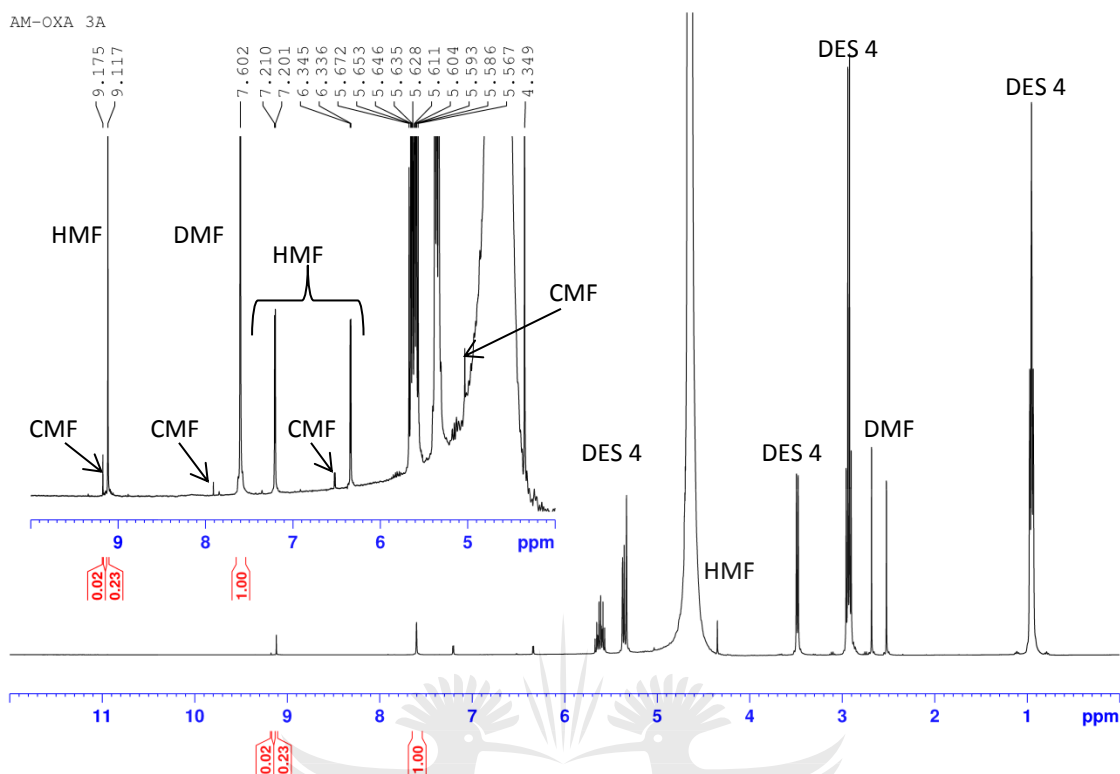 AM-OXA 3A
9.175
9.117
7.602
7.210
7.201
6.345
6.336
5.672
5.653
5.646
5.635
5.628
5.611
5.604
5.593
5.586
5.567
4.349
DES 4
DES 4
HMF
DMF
HMF
CMF
CMF
CMF
CMF
DES 4
DES 4
DMF
9 8 7 6 5 ppm
0.02
0.23
1.00
HMF
11 10 9 8 7 6 5 4 3 2 1 ppm
0.02
0.23
1.00